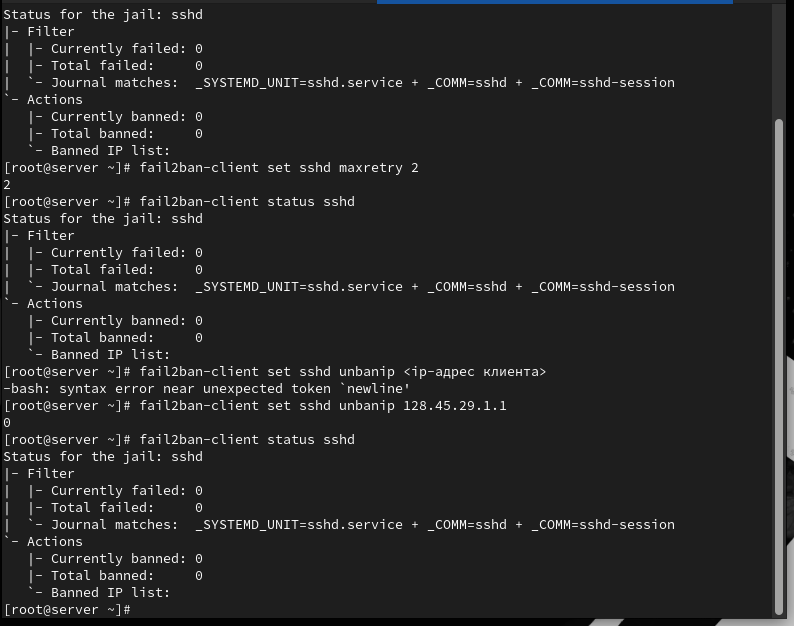 Status for the jail: sshd
|- Filter
|  |- Currently failed: 0
|  |- Total failed:     0
|  `- Journal matches:  _SYSTEMD_UNIT=sshd.service + _COMM=sshd + _COMM=sshd-session
`- Actions
   |- Currently banned: 0
   |- Total banned:     0
   `- Banned IP list:
[root@server ~]# fail2ban-client set sshd maxretry 2
2
[root@server ~]# fail2ban-client status sshd
Status for the jail: sshd
|- Filter
|  |- Currently failed: 0
|  |- Total failed:     0
|  `- Journal matches:  _SYSTEMD_UNIT=sshd.service + _COMM=sshd + _COMM=sshd-session
`- Actions
   |- Currently banned: 0
   |- Total banned:     0
   `- Banned IP list:
[root@server ~]# fail2ban-client set sshd unbanip <ip-адрес клиента>
-bash: syntax error near unexpected token `newline'
[root@server ~]# fail2ban-client set sshd unbanip 128.45.29.1.1
0
[root@server ~]# fail2ban-client status sshd
Status for the jail: sshd
|- Filter
|  |- Currently failed: 0
|  |- Total failed:     0
|  `- Journal matches:  _SYSTEMD_UNIT=sshd.service + _COMM=sshd + _COMM=sshd-session
`- Actions
   |- Currently banned: 0
   |- Total banned:     0
   `- Banned IP list:
[root@server ~]#